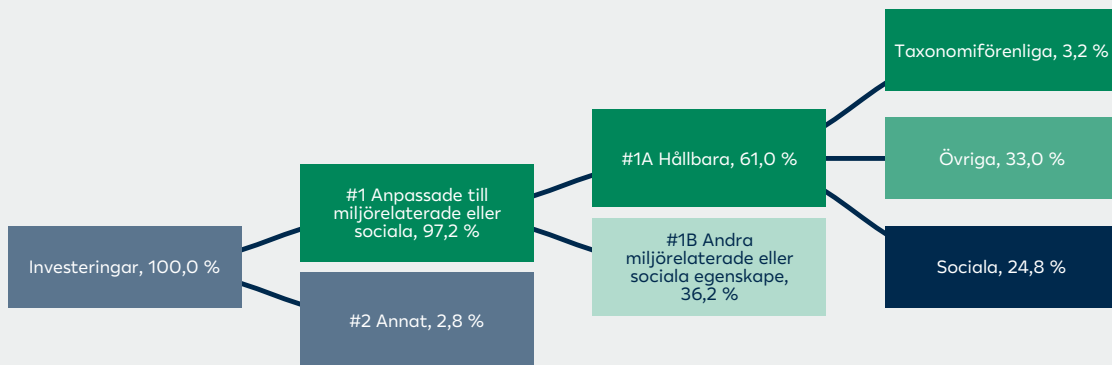 Investeringar, 100,0 %
#1 Anpassade till
miljörelaterade eller
sociala, 97,2 %
#2 Annat, 2,8 %
#1A Hållbara, 61,0 %
#1B Andra
miljörelaterade eller
sociala egenskape,
36,2 %
Taxonomiförenliga, 3,2 %
Övriga, 33,0 %
Sociala, 24,8 %